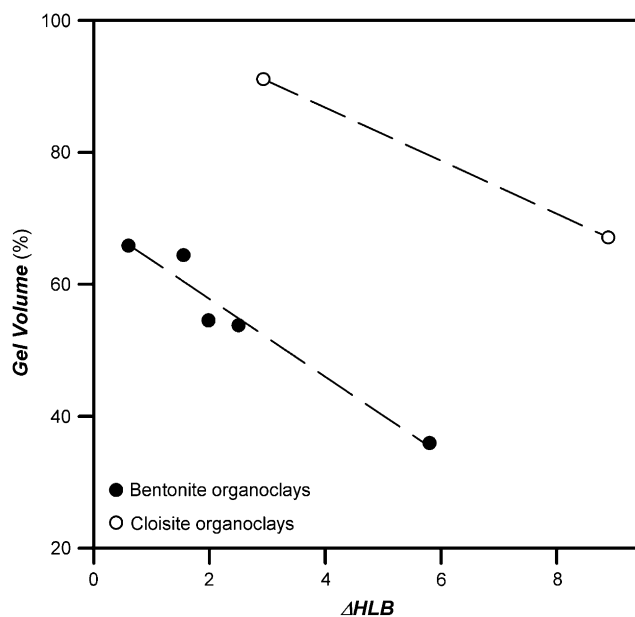 100
80
60
40
20
Gel Volume (%)
Bentonite organoclays
Cloisite organoclays
0 2 4 6 8
ΔHLB